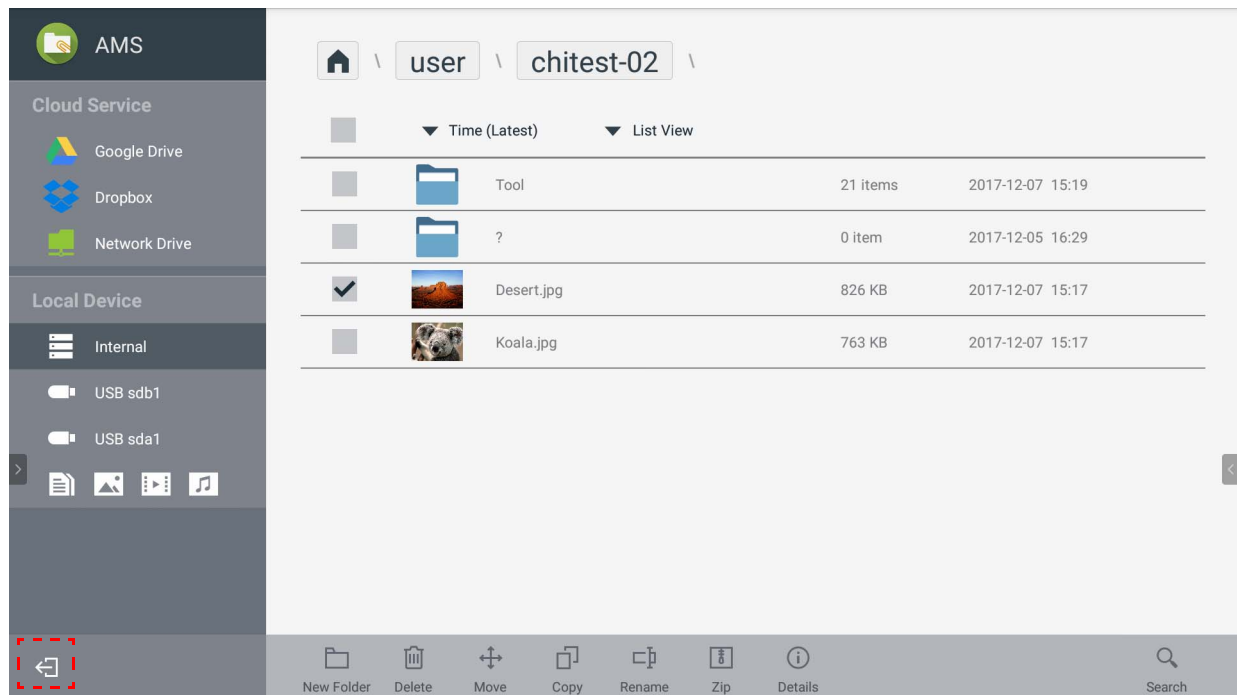 AMS
Cloud Service
Google Drive
Dropbox
Network Drive
Local Device
Internal
USB sdb1
USB sda1
\ user \ chitest-02 \
Time (Latest) List View
Tool 21 items 2017-12-07 15:19
? 0 item 2017-12-05 16:29
Desert.jpg 826 KB 2017-12-07 15:17
Koala.jpg 763 KB 2017-12-07 15:17
New Folder Delete Move Copy Rename Zip Details Search